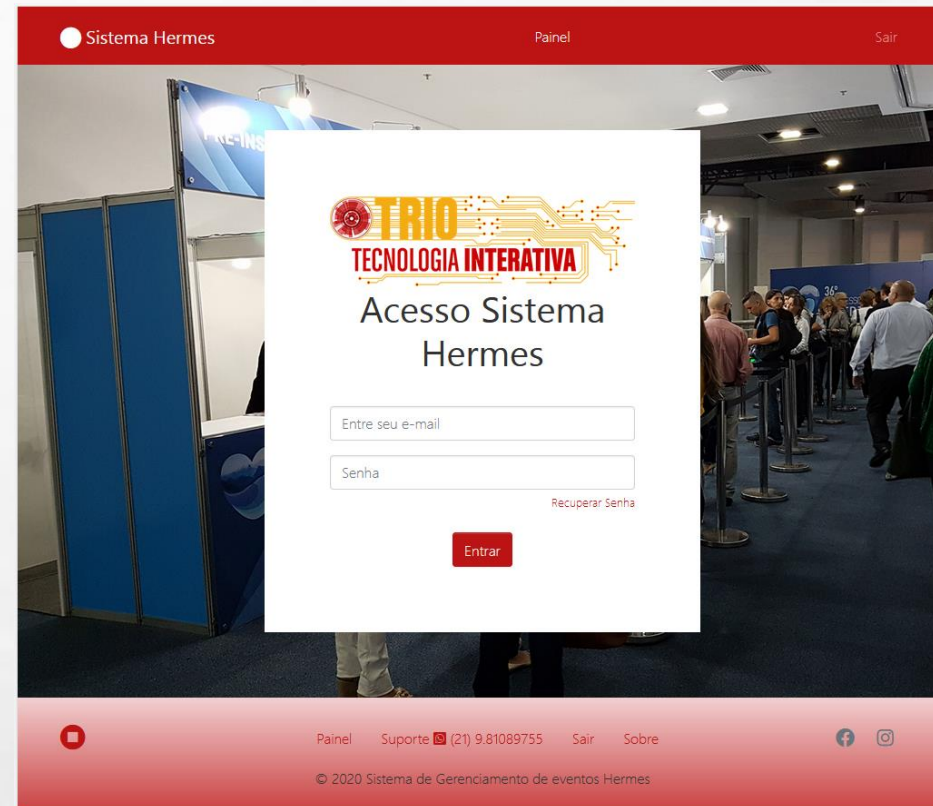 Sistema Hermes
Painel
Sair
TRIO
TECNOLOGIA INTERATIVA
Acesso Sistema
Hermes
Entre seu e-mail
Senha
Recuperar Senha
Entrar
36º
Painel
Suporte (21) 9.81089755
Sair
Sobre
© 2020 Sistema de Gerenciamento de eventos Hermes